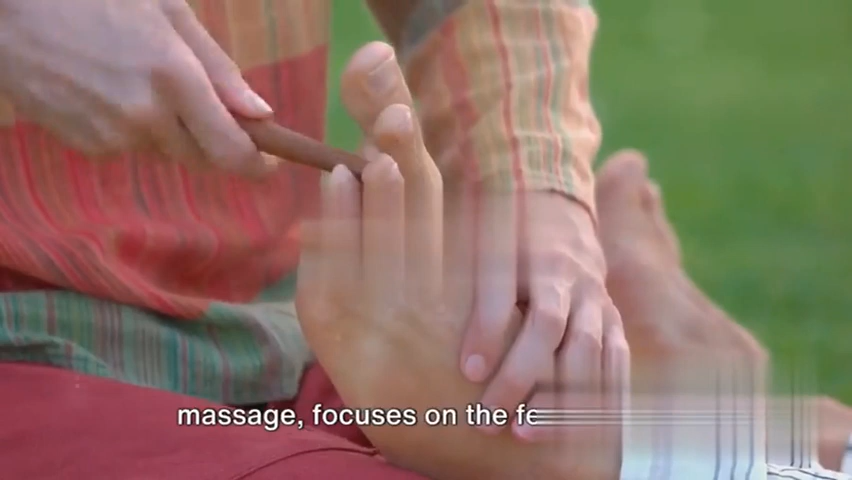 massage, focuses on the